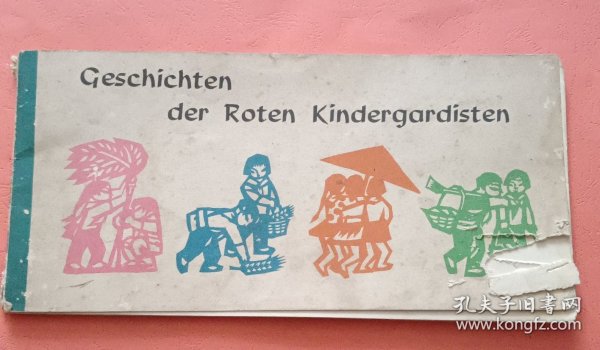 Geschichten
der Roten Kindergardisten
孔夫子旧书网
www.kongfz.com